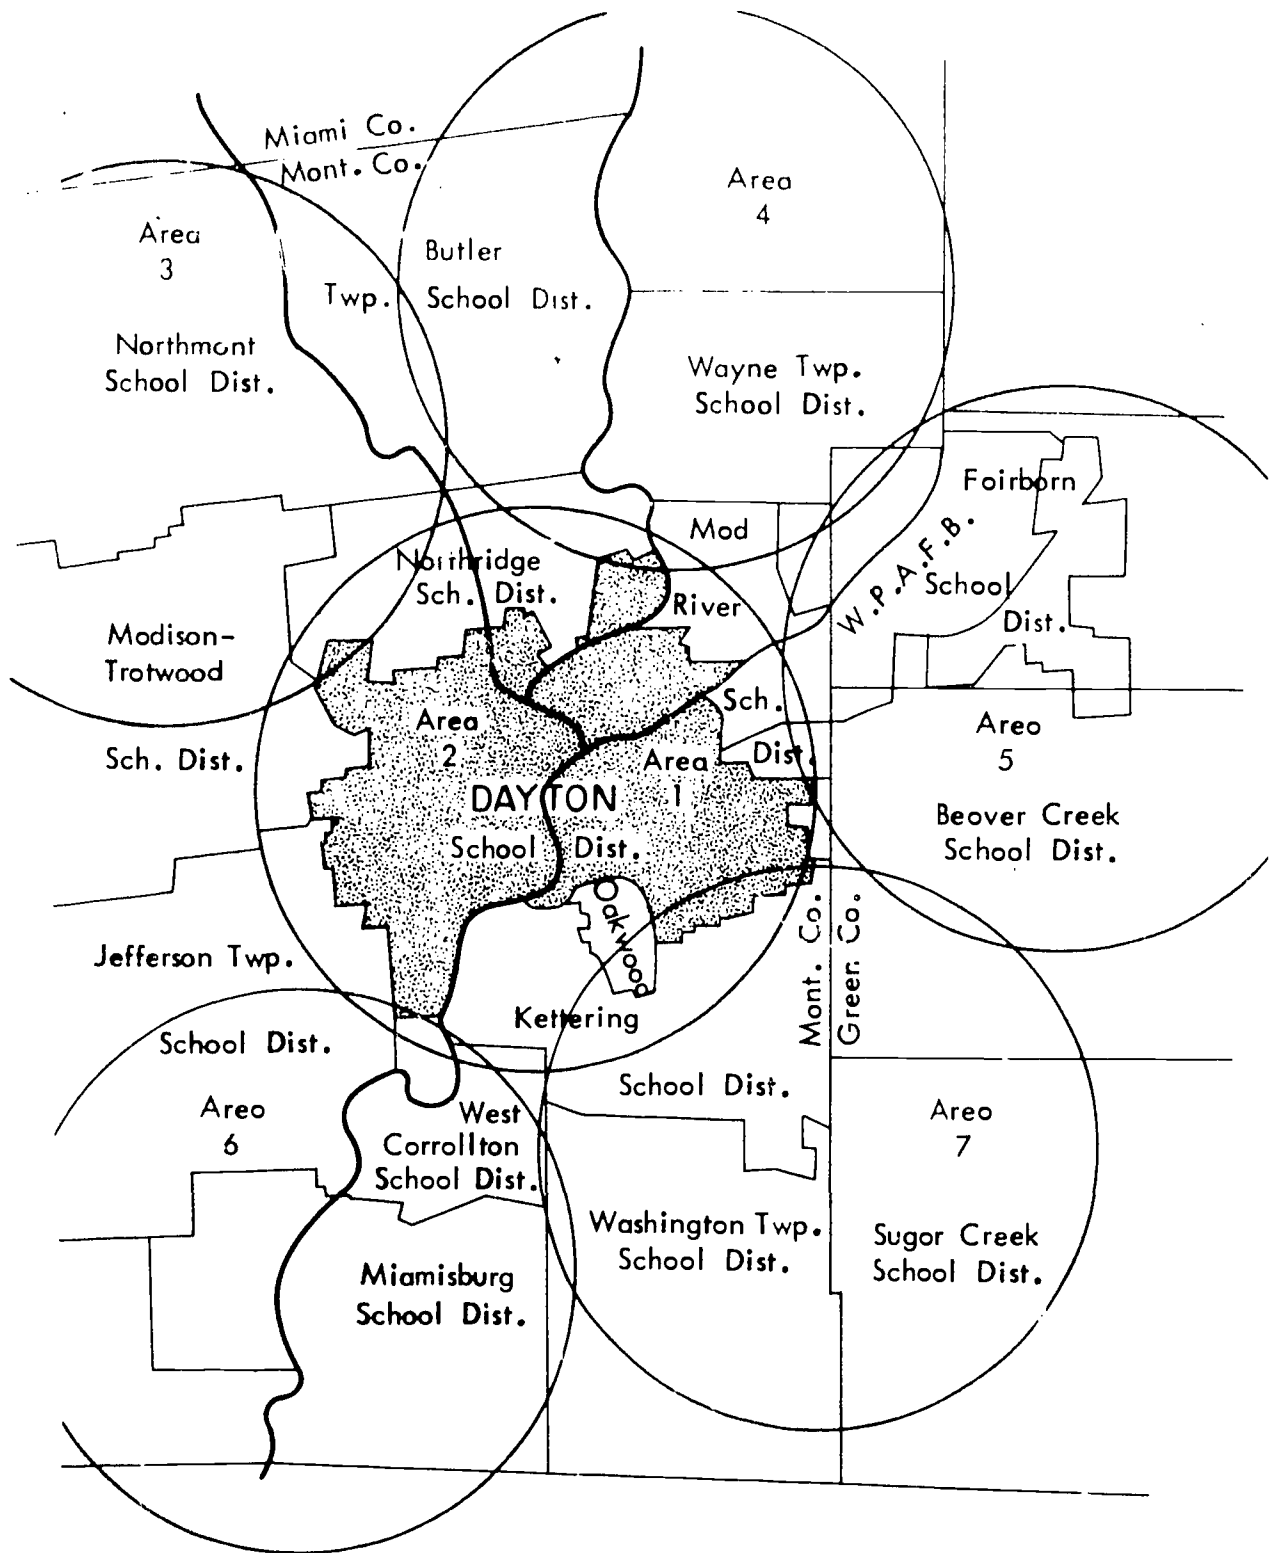 Miami Co.
Mont. Co.
Area
4
Area
3
Butler
Twp. School Dist.
Northmont
School Dist.
Wayne Twp.
School Dist.
Foirborn
W.P.A.F.B.
School
Dist.
Mod
River
Sch.
Dist.
Northridge
Sch. Dist.
Modison-
Trotwood
Sch. Dist.
Area
2
Area
1
DAYTON
School Dist.
Areo
5
Beover Creek
School Dist.
Oakwood
Mont. Co.
Green. Co.
Jefferson Twp.
School Dist.
Kettering
School Dist.
Areo
6
West
Corrollton
School Dist.
Areo
7
Washington Twp.
School Dist.
Sugor Creek
School Dist.
Miamisburg
School Dist.